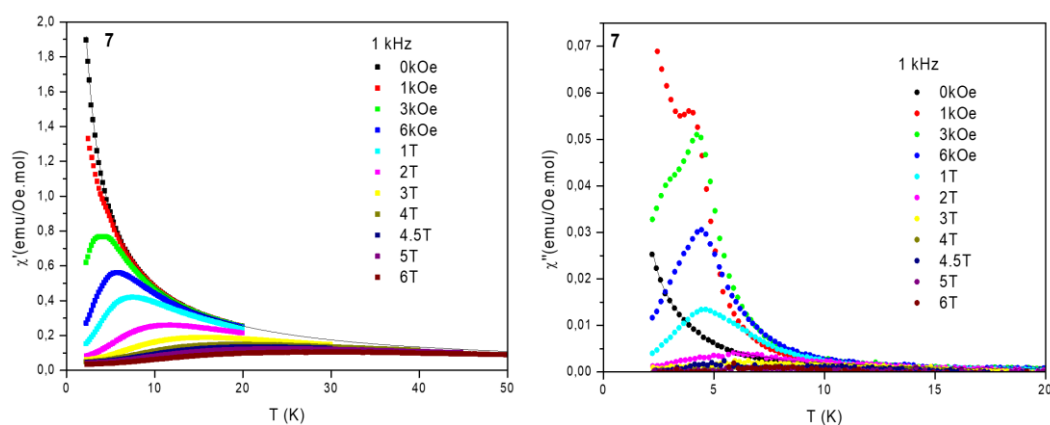 7
1 kHz
0kOe
1kOe
3kOe
6kOe
1T
2T
3T
4T
4.5T
5T
6T
2,0
1,8
1,6
1,4
1,2
1,0
0,8
0,6
0,4
0,2
0,0
χ'(emu/Oe.mol)
0 10 20 30 40 50
T (K)
7
1 kHz
0kOe
1kOe
3kOe
6kOe
1T
2T
3T
4T
4.5T
5T
6T
0,07
0,06
0,05
0,04
0,03
0,02
0,01
0,00
χ"(emu/Oe.mol)
0 5 10 15 20
T (K)